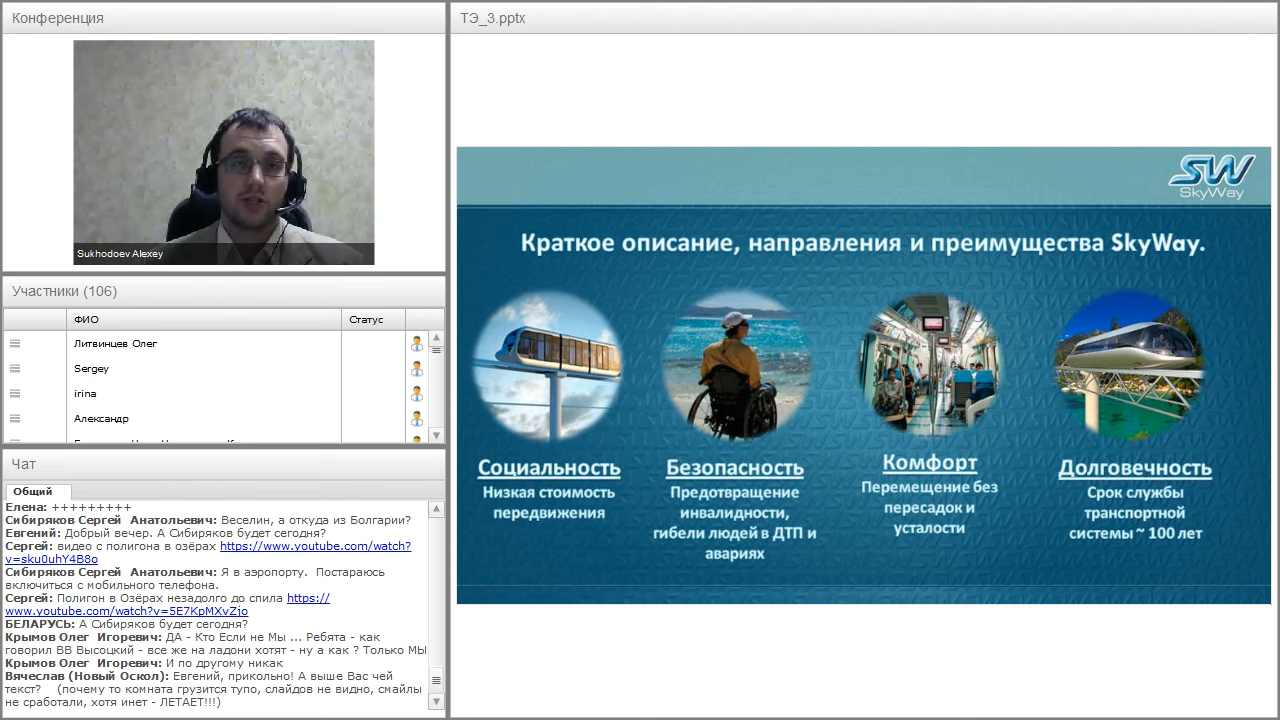 Конференция
Sukhodoev Alexey
Участники (106)
ФИО
Статус
Литвинцев Олег
Sergey
irina
Александр
Чат
Общий
Елена: +++++++++
Сибиряков Сергей Анатольевич: Веселин, а откуда из Болгарии?
Евгений: Добрый вечер. А Сибиряков будет сегодня?
Сергей: видео с полигона в озёрах https://www.youtube.com/watch?
v=sku0uhY4B8o
Сибиряков Сергей Анатольевич: Я в аэропорту. Постараюсь
включиться с мобильного телефона.
Сергей: Полигон в Озёрах незадолго до спила https://
www.youtube.com/watch?v=5E7KpMXvZjo
БЕЛАРУСЬ: А Сибиряков будет сегодня?
Крымов Олег Игоревич: ДА - Кто Если не Мы ... Ребята - как
говорил ВВ Высоцкий - все же на ладони хотят - ну а как ? Только МЫ
Крымов Олег Игоревич: И по другому никак
Вячеслав (Новый Оскол): Евгений, прикольно! А выше Вас чей
текст? (почему то комната грузится тупо, слайдов не видно, смайлы
не сработали, хотя инет - ЛЕТАЕТ!!!)
ТЭ_3.pptx
SW
SkyWay
Краткое описание, направления и преимущества SkyWay.
Социальность
Низкая стоимость
передвижения
Безопасность
Предотвращение
инвалидности,
гибели людей в ДТП и
авариях
Комфорт
Перемещение без
пересадок и
усталости
Долговечность
Срок службы
транспортной
системы ~ 100 лет